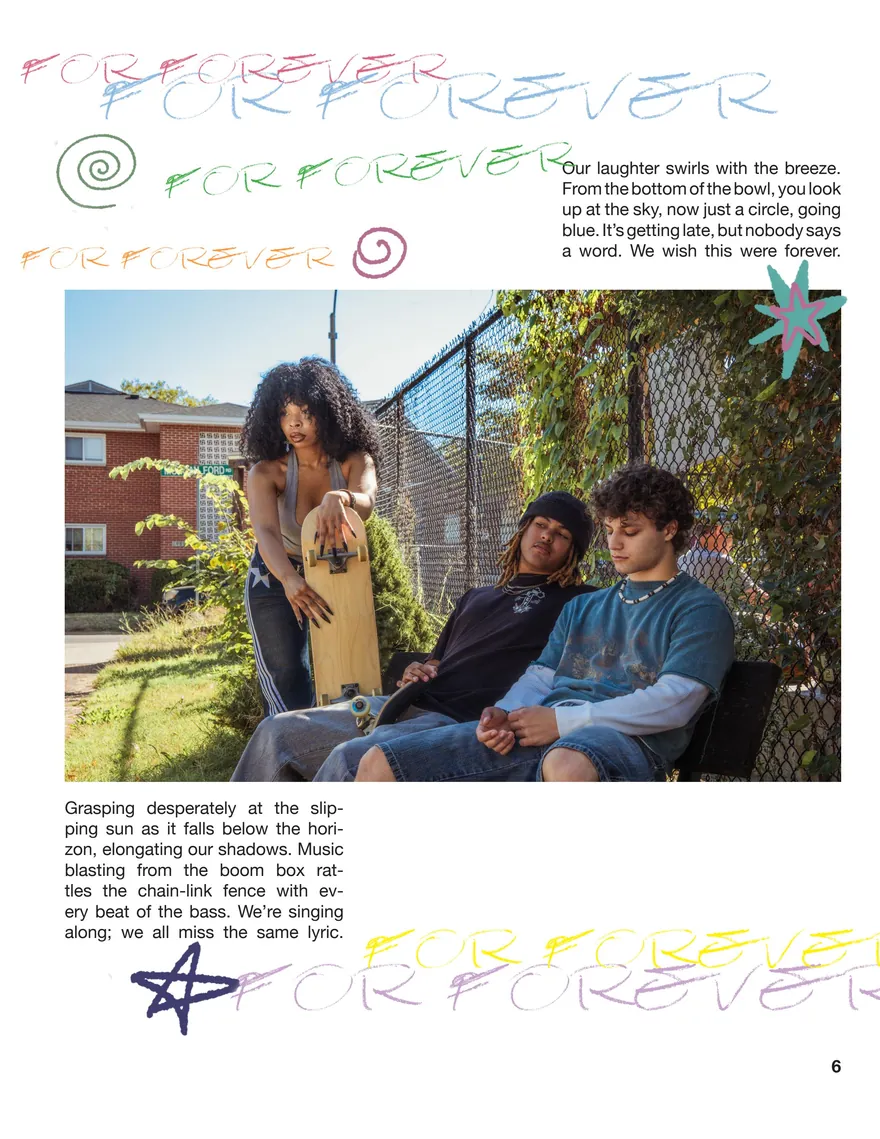 FOR FOREVER
FOR FOREVER
FOR FOREVER
Our laughter swirls with the breeze.
From the bottom of the bowl, you look
up at the sky, now just a circle, going
blue. It’s getting late, but nobody says
a word. We wish this were forever.
FOR FOREVER
FORD
Grasping desperately at the slip-
ping sun as it falls below the hori-
zon, elongating our shadows. Music
blasting from the boom box rat-
tles the chain-link fence with ev-
ery beat of the bass. We’re singing
along; we all miss the same lyric.
FOR FOREVER
FOR FOREVER
6